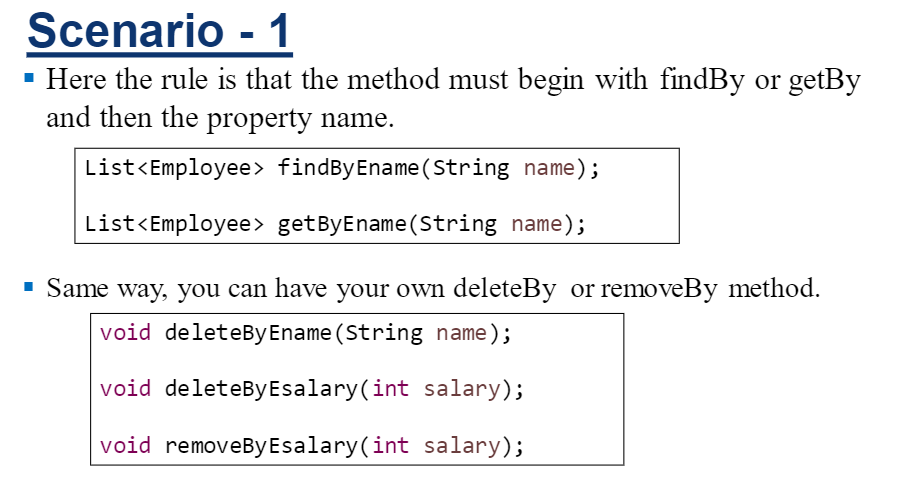 Scenario - 1
▪ Here the rule is that the method must begin with findBy or getBy
and then the property name.
List<Employee> findByEname(String name);
List<Employee> getByEname(String name);
▪ Same way, you can have your own deleteBy or removeBy method.
void deleteByEname(String name);
void deleteByEsalary(int salary);
void removeByEsalary(int salary);